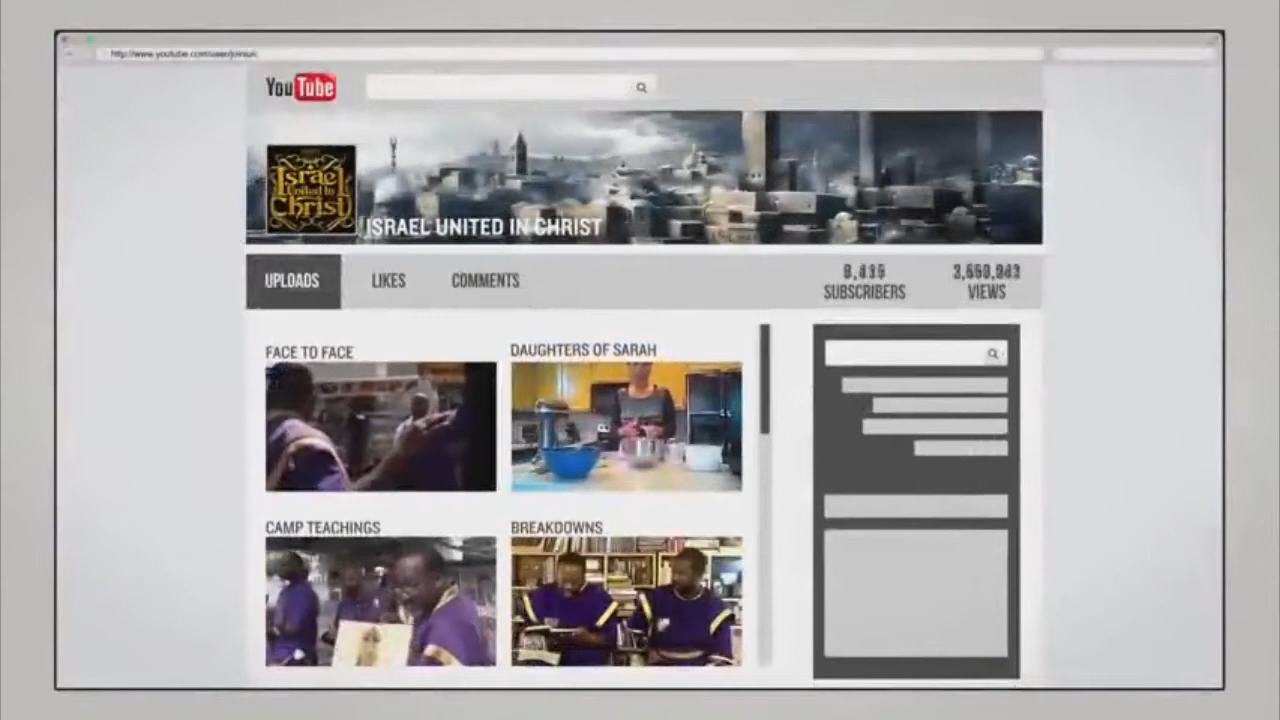 YouTube
Israel
United In
Christ
ISRAEL UNITED IN CHRIST
UPLOADS
LIKES
COMMENTS
SUBSCRIBERS
VIEWS
FACE TO FACE
DAUGHTERS OF SARAH
CAMP TEACHINGS
BREAKDOWNS